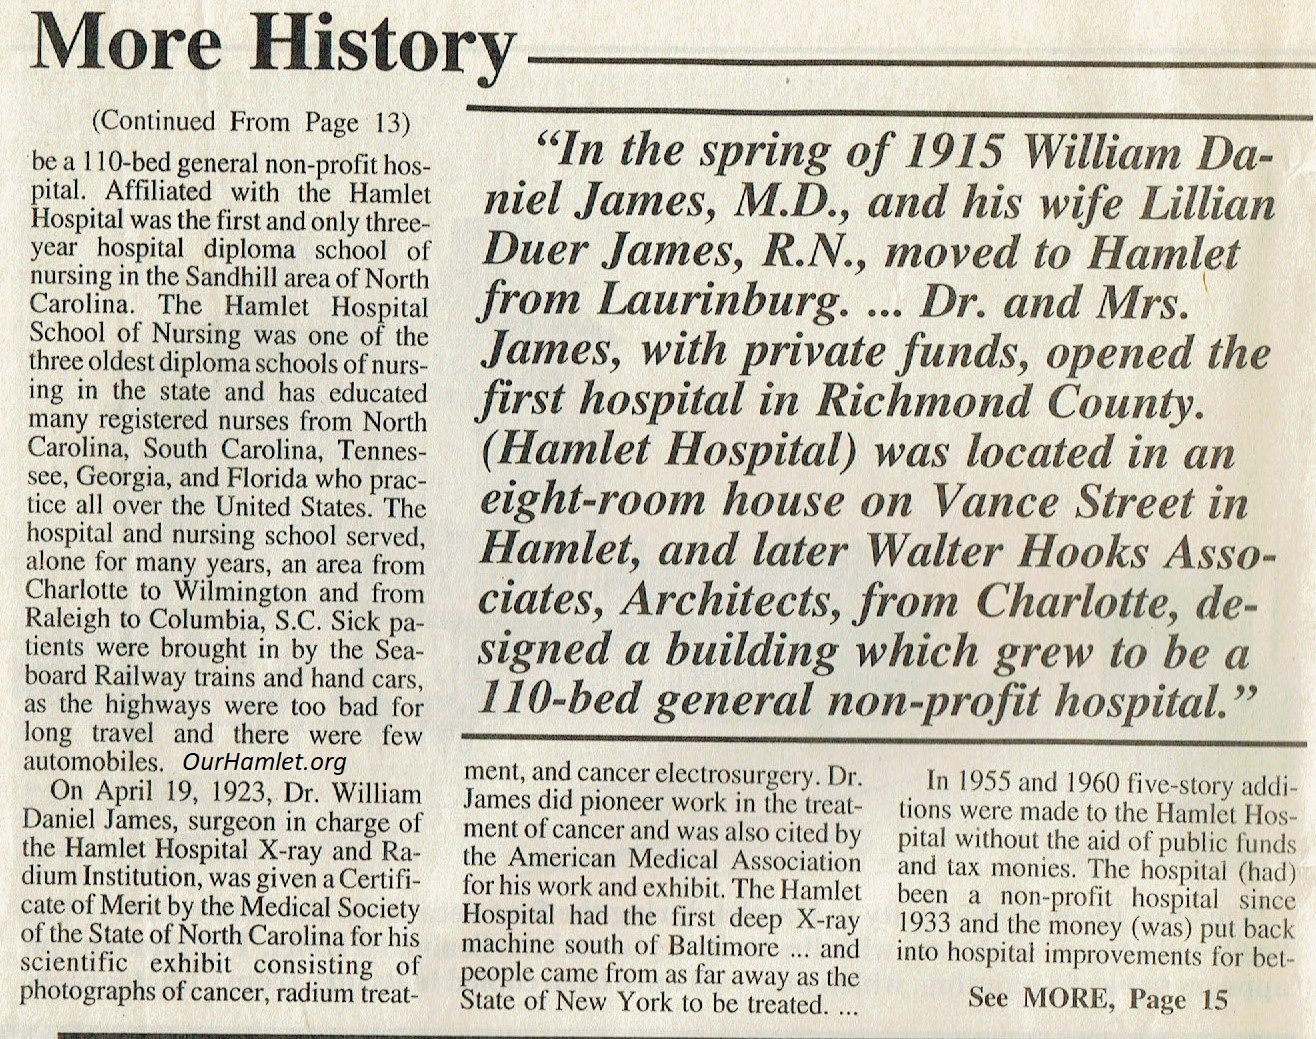 More History
(Continued From Page 13)
be a 110-bed general non-profit hos-
pital. Affiliated with the Hamlet
Hospital was the first and only three-
year hospital diploma school of
nursing in the Sandhill area of North
Carolina. The Hamlet Hospital
School of Nursing was one of the
three oldest diploma schools of nurs-
ing in the state and has educated
many registered nurses from North
Carolina, South Carolina, Tennes-
see, Georgia, and Florida who prac-
tice all over the United States. The
hospital and nursing school served,
alone for many years, an area from
Charlotte to Wilmington and from
Raleigh to Columbia, S.C. Sick pa-
tients were brought in by the Sea-
board Railway trains and hand cars,
as the highways were too bad for
long travel and there were few
automobiles. OurHamlet.org
On April 19, 1923, Dr. William
Daniel James, surgeon in charge of
the Hamlet Hospital X-ray and Ra-
dium Institution, was given a Certifi-
cate of Merit by the Medical Society
of the State of North Carolina for his
scientific exhibit consisting of
photographs of cancer, radium treat-
“In the spring of 1915 William Da-
niel James, M.D., and his wife Lillian
Duer James, R.N., moved to Hamlet
from Laurinburg. ... Dr. and Mrs.
James, with private funds, opened the
first hospital in Richmond County.
(Hamlet Hospital) was located in an
eight-room house on Vance Street in
Hamlet, and later Walter Hooks Asso-
ciates, Architects, from Charlotte, de-
signed a building which grew to be a
110-bed general non-profit hospital.”
ment, and cancer electrosurgery. Dr.
James did pioneer work in the treat-
ment of cancer and was also cited by
the American Medical Association
for his work and exhibit. The Hamlet
Hospital had the first deep X-ray
machine south of Baltimore ... and
people came from as far away as the
State of New York to be treated. ...
In 1955 and 1960 five-story addi-
tions were made to the Hamlet Hos-
pital without the aid of public funds
and tax monies. The hospital (had)
been a non-profit hospital since
1933 and the money (was) put back
into hospital improvements for bet-
See MORE, Page 15